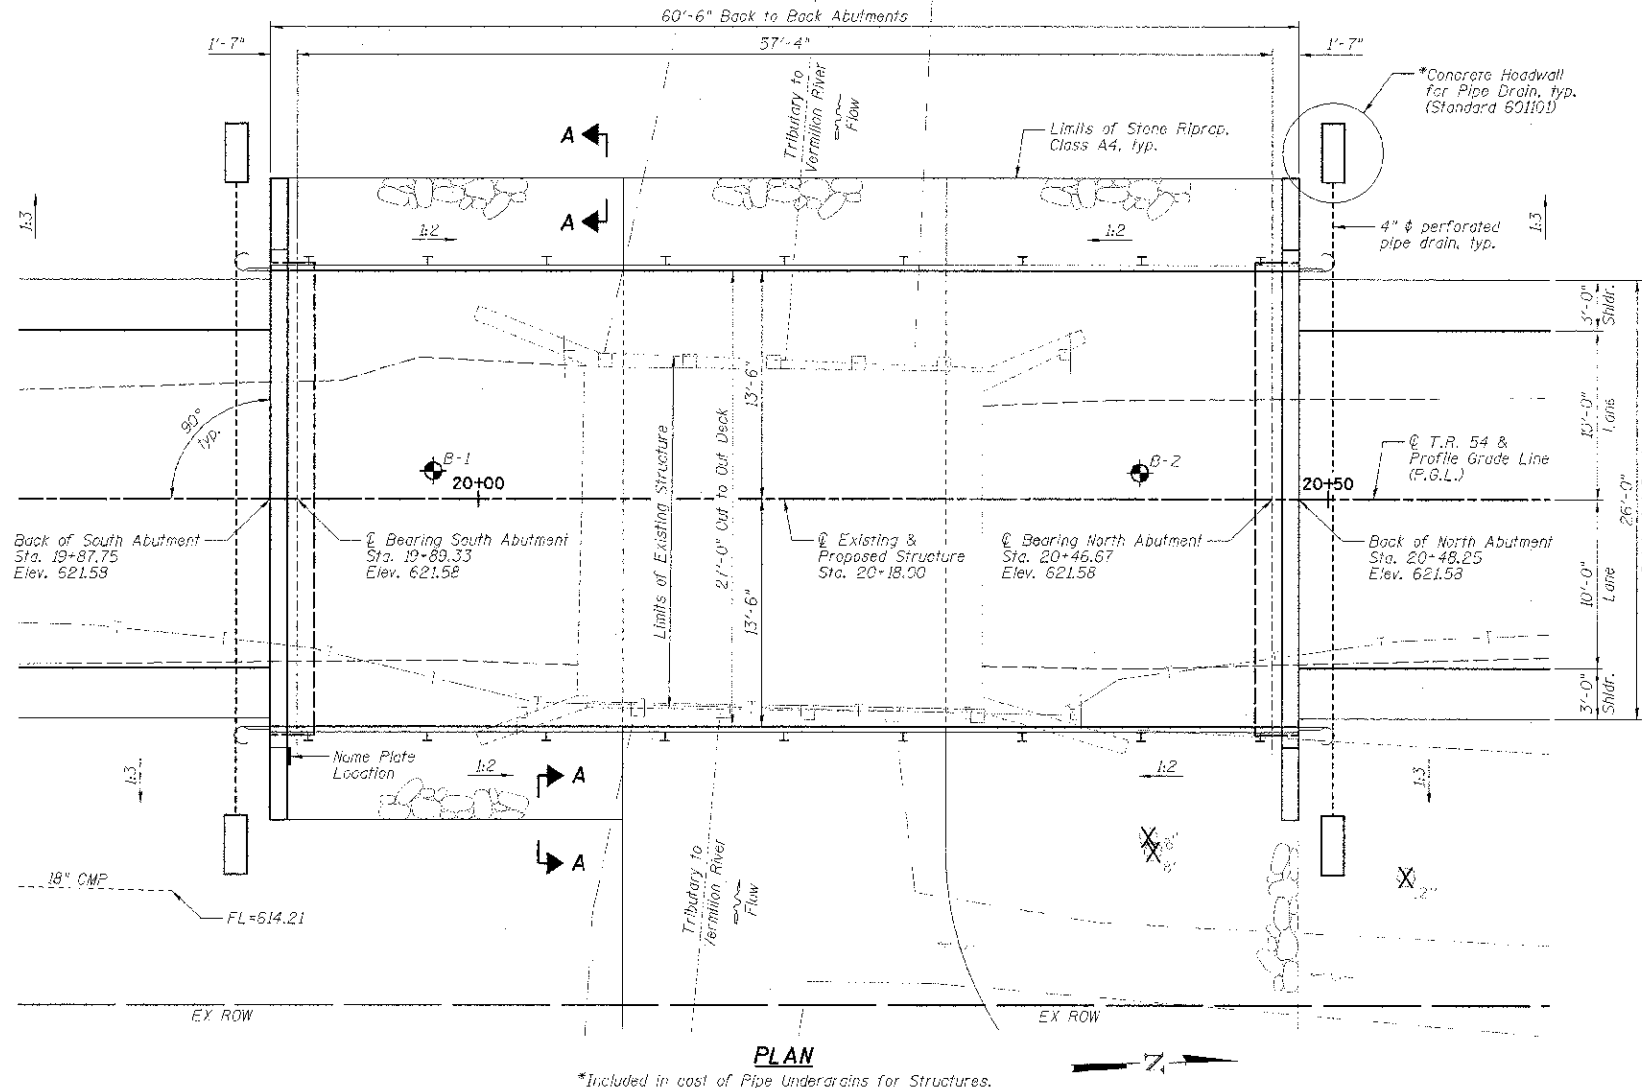 60'-6" Back to Back Abutments
1'-7"
57'-4"
1'-7"
*Concrete Headwall
for Pipe Drain, typ.
(Standard 601101)
Tributary to
Vermilion River
Flow
A
A
Limits of Stone Riprap,
Class A4, typ.
1:3
1:2
1:2
4" ϕ perforated
pipe drain, typ.
1:3
3'-0"
Shldr.
10'-0"
Lane
26'-0"
90°
typ.
13'-6"
Limits of Existing Structure
27'-0" Out to Out Deck
B-1
20+00
B-2
20+50
℄ T.R. 54 &
Profile Grade Line
(P.G.L.)
Back of South Abutment
Sta. 19+87.75
Elev. 621.58
℄ Bearing South Abutment
Sta. 19+89.33
Elev. 621.58
℄ Existing &
Proposed Structure
Sta. 20+18.00
℄ Bearing North Abutment
Sta. 20+46.67
Elev. 621.58
Back of North Abutment
Sta. 20+48.25
Elev. 621.58
10'-0"
Lane
13'-6"
3'-0"
Shldr.
Name Plate
Location
1:3
1:2
A
A
1:2
1:3
18" CMP
FL=614.21
Tributary to
Vermilion River
Flow
EX ROW
EX ROW
PLAN
Z
*Included in cost of Pipe Underdrains for Structures.